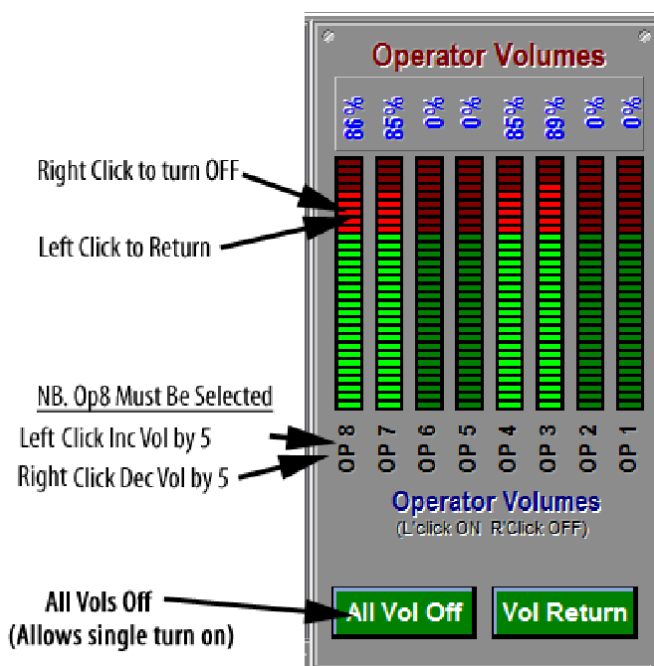 Operator Volumes
86% 85% 0% 0% 85% 89% 0% 0%
Right Click to turn OFF
Left Click to Return
NB. Op8 Must Be Selected
Left Click Inc Vol by 5
Right Click Dec Vol by 5
OP 8 OP 7 OP 6 OP 5 OP 4 OP 3 OP 2 OP 1
Operator Volumes
(L'click ON R'Click OFF)
All Vols Off
(Allows single turn on)
All Vol Off
Vol Return